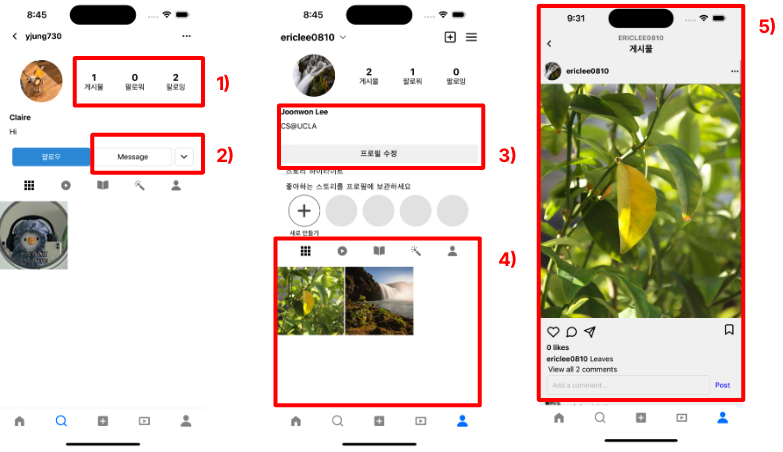 8:45
yjung730
1 0 2
게시물 팔로워 팔로잉
1)
Claire
Hi
팔로우 Message
2)
8:45
ericlee0810
2 1 0
게시물 팔로워 팔로잉
Joonwon Lee
CS@UCLA
프로필 수정
3)
스토리 하이라이트
좋아하는 스토리를 프로필에 보관하세요
새로 만들기
4)
9:31
5)
ERICLEE0810
게시물
ericlee0810
0 likes
ericlee0810 Leaves
View all 2 comments
Add a comment... Post